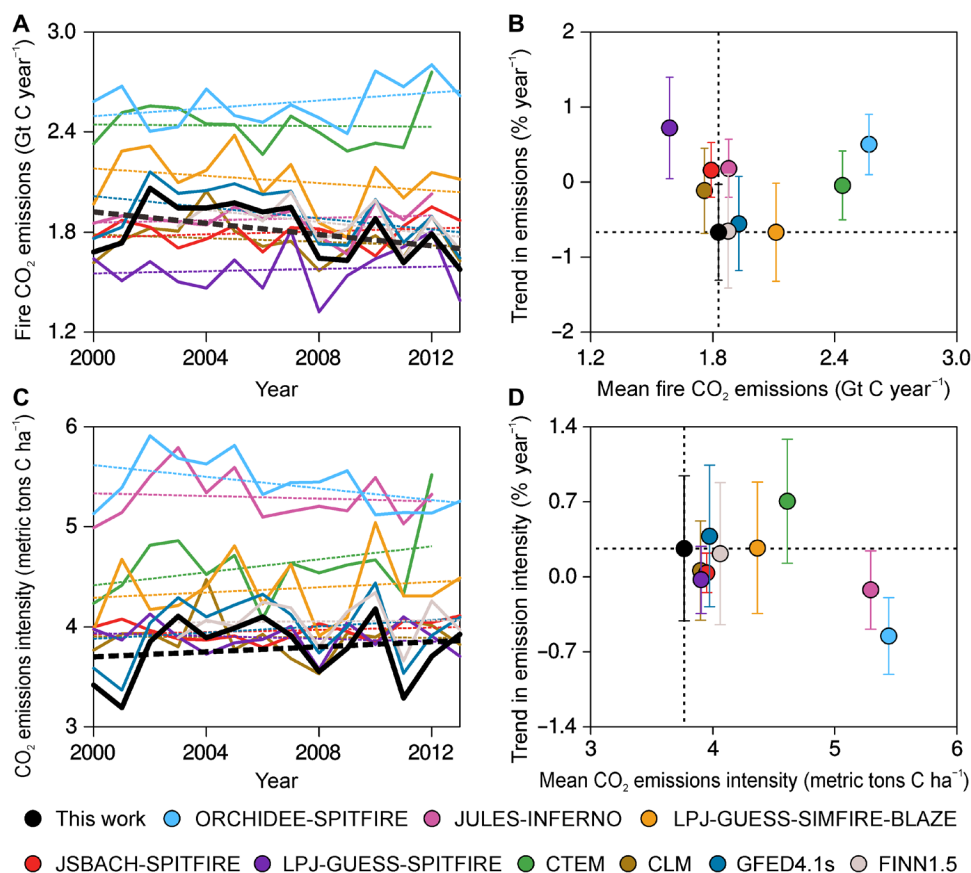 A
B
Fire CO₂ emissions (Gt C year⁻¹)
3.0
2.4
1.8
1.2
2000
2004
2008
2012
Year
Trend in emissions (% year⁻¹)
2
1
0
−1
−2
1.2
1.8
2.4
3.0
Mean fire CO₂ emissions (Gt C year⁻¹)
C
D
CO₂ emissions intensity (metric tons C ha⁻¹)
6
5
4
3
2000
2004
2008
2012
Year
Trend in emission intensity (% year⁻¹)
1.4
0.7
0.0
−0.7
−1.4
3
4
5
6
Mean CO₂ emissions intensity (metric tons C ha⁻¹)
This work ORCHIDEE-SPITFIRE JULES-INFERNO LPJ-GUESS-SIMFIRE-BLAZE
JSBACH-SPITFIRE LPJ-GUESS-SPITFIRE CTEM CLM GFED4.1s FINN1.5